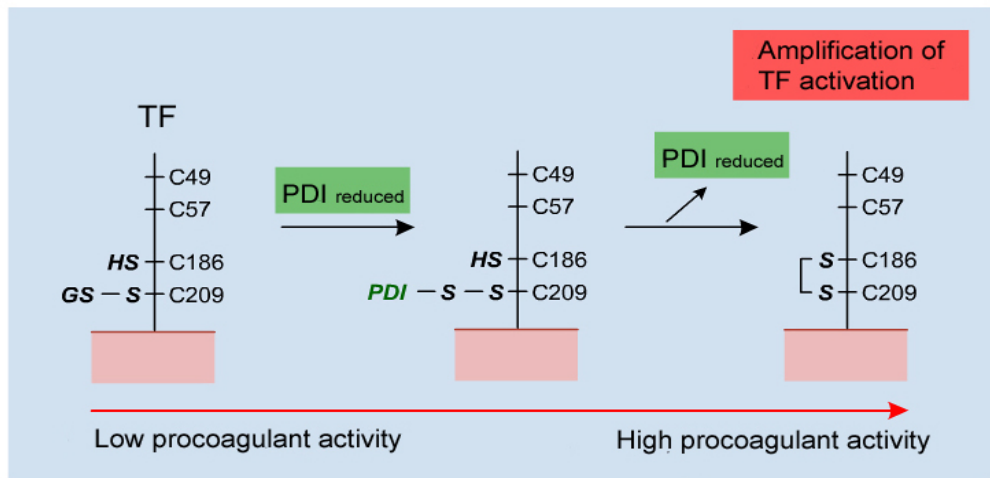 Amplification of
TF activation
TF
C49
C57
HS C186
GS – S C209
PDI reduced
C49
C57
HS C186
PDI – S – S C209
PDI reduced
C49
C57
S C186
S C209
Low procoagulant activity
High procoagulant activity